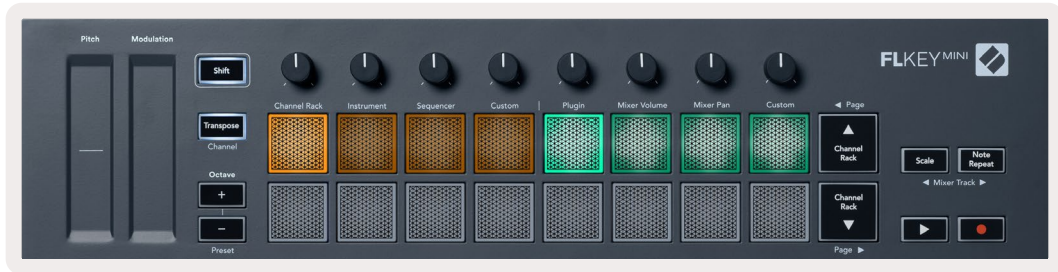 Pitch
Modulation
Shift
FLKEY MINI
Channel Rack
Instrument
Sequencer
Custom
Plugin
Mixer Volume
Mixer Pan
Custom
◄ Page
Transpose
Channel
▲
Channel
Rack
Scale
Note
Repeat
◄ Mixer Track ►
Octave
+
−
Preset
Channel
Rack
▼
Page ►